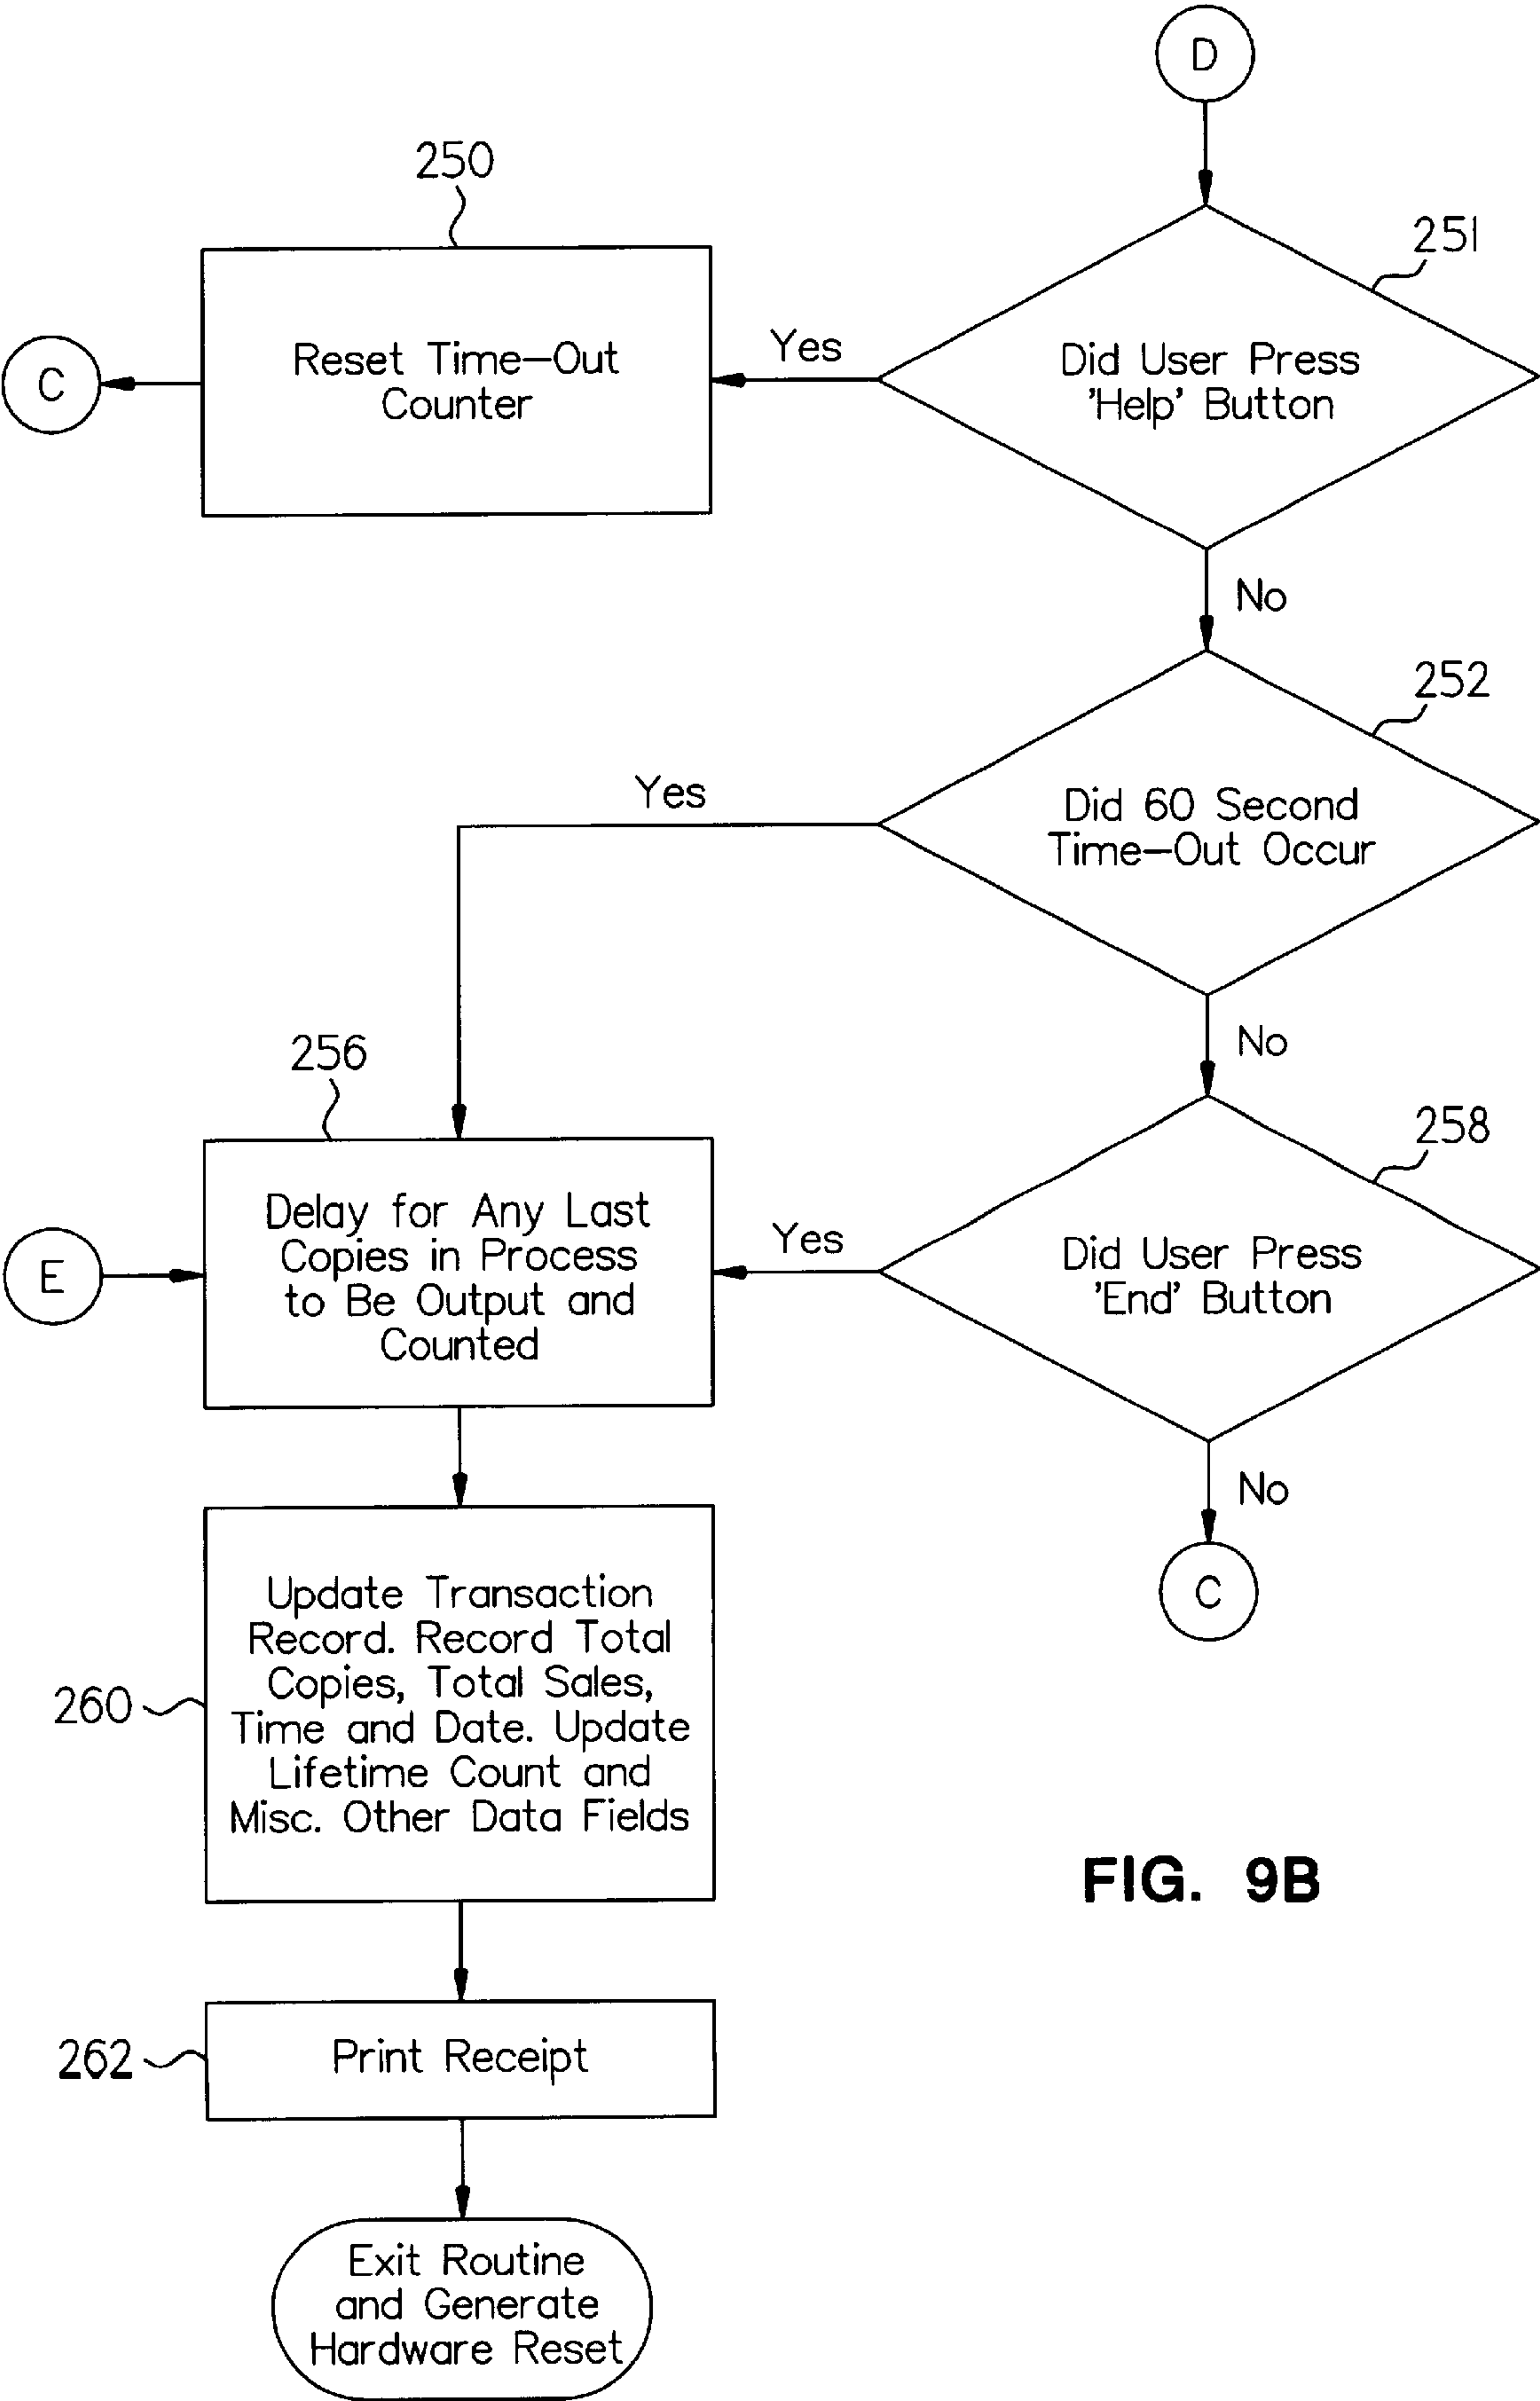 D
250
251
Reset Time-Out
Counter
Yes
Did User Press
'Help' Button
C
No
252
Yes
Did 60 Second
Time-Out Occur
No
256
258
Delay for Any Last
Copies in Process
to Be Output and
Counted
Yes
Did User Press
'End' Button
E
No
C
260
Update Transaction
Record. Record Total
Copies, Total Sales,
Time and Date. Update
Lifetime Count and
Misc. Other Data Fields
FIG. 9B
262
Print Receipt
Exit Routine
and Generate
Hardware Reset